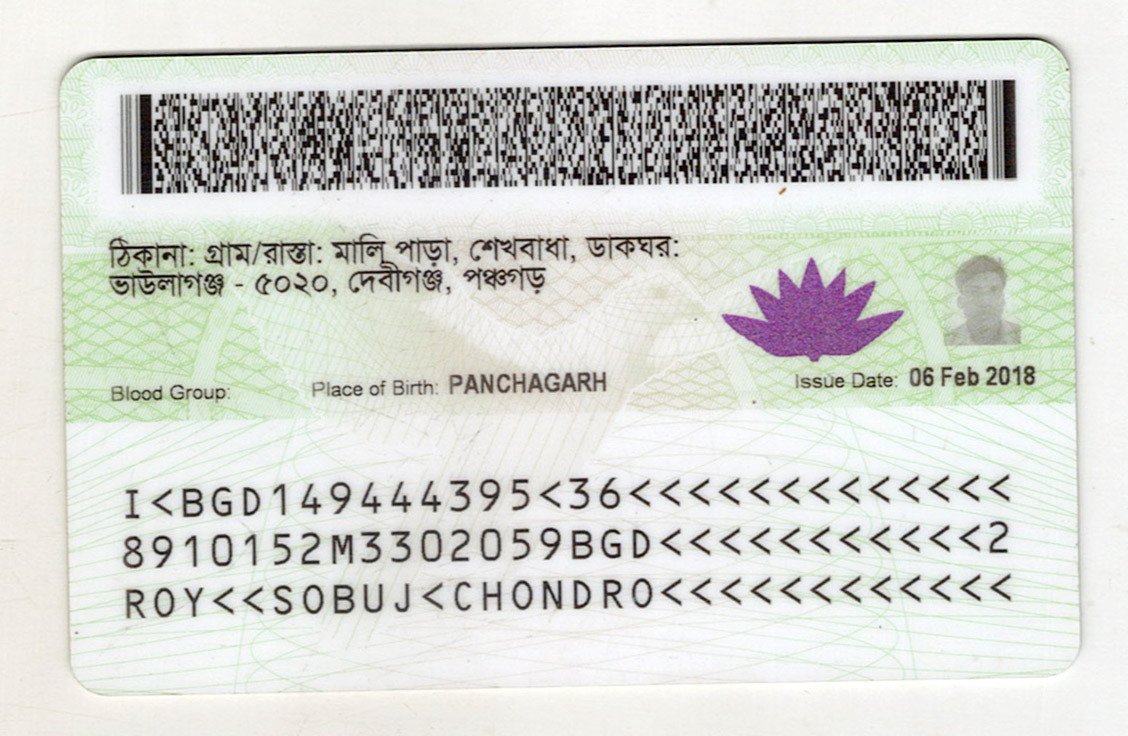 ঠিকানা: গ্রাম/রাস্তা: মালি পাড়া, শেখবাধা, ডাকঘর:
ভাউলাগঞ্জ - ৫০২০, দেবীগঞ্জ, পঞ্চগড়
Blood Group: Place of Birth: PANCHAGARH Issue Date: 06 Feb 2018
I<BGD149444395<36<<<<<<<<<<<<<
8910152M3302059BGD<<<<<<<<<<<2
ROY<<SOBUJ<CHONDRO<<<<<<<<<<<<